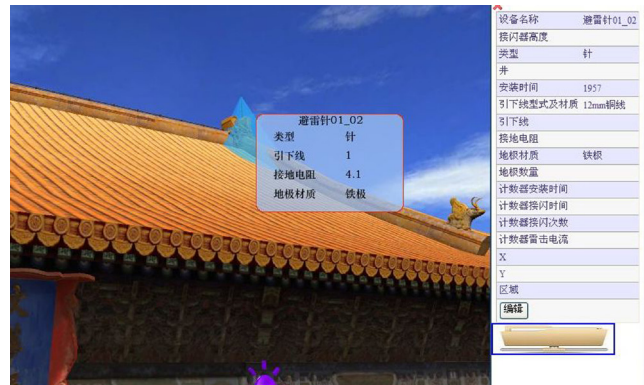 避雷针01_02
类型 针
引下线 1
接地电阻 4.1
地极材质 铁极
设备名称 避雷针01_02
接闪器高度
类型 针
井
安装时间 1957
引下线型式及材质 12mm铜线
引下线
接地电阻
地极材质 铁极
地极数量
计数器安装时间
计数器接闪时间
计数器接闪次数
计数器雷击电流
X
Y
区域
编辑